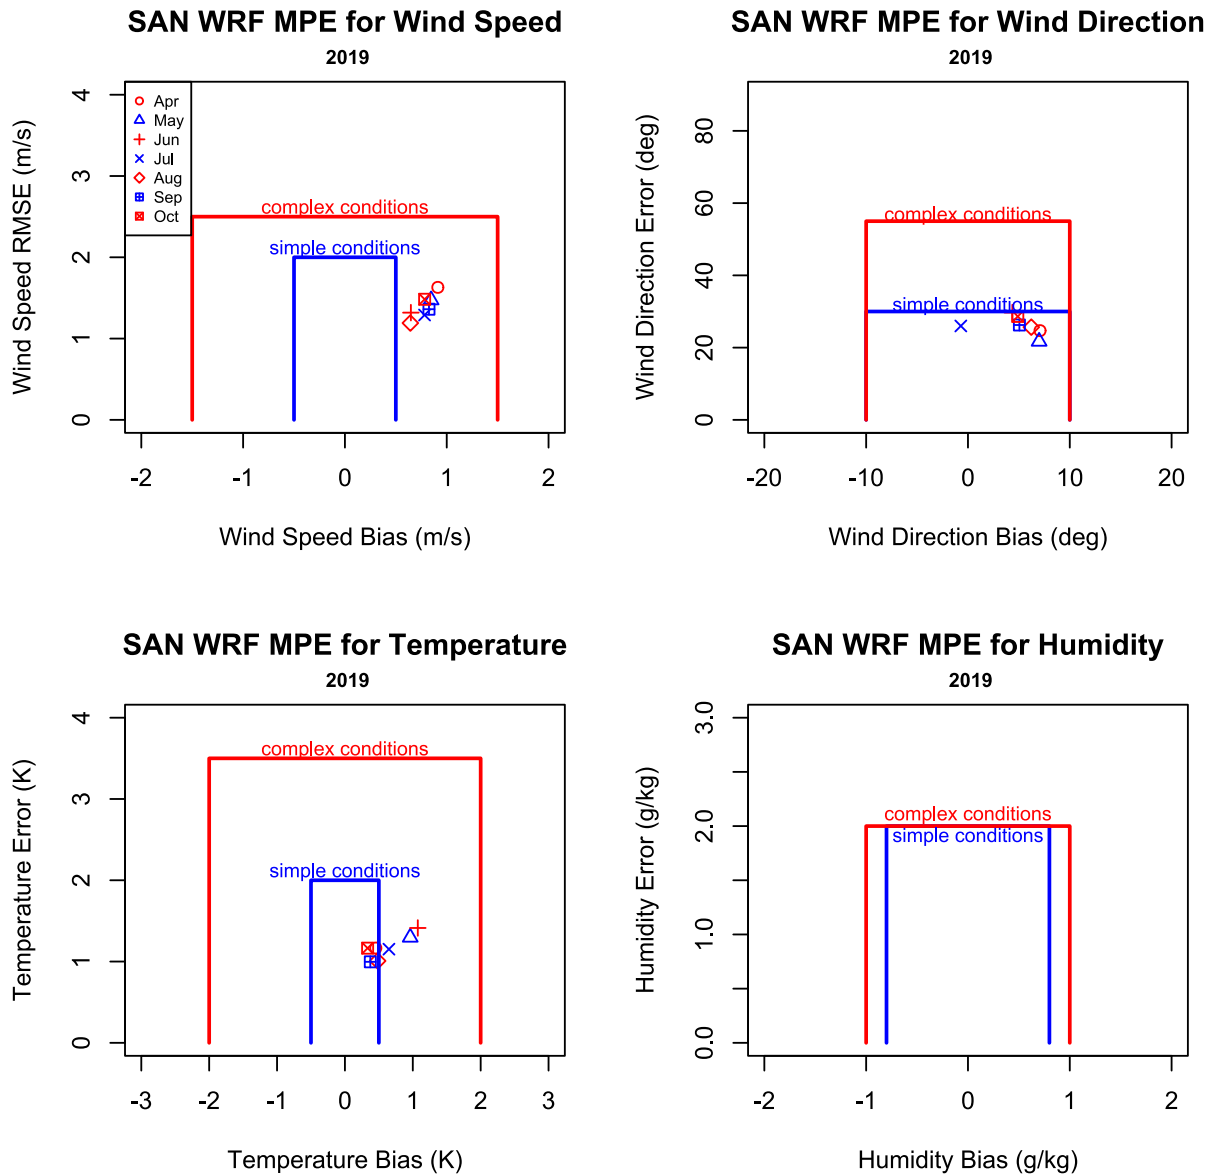 SAN WRF MPE for Wind Speed
2019
Wind Speed RMSE (m/s)
4
3
2
1
0
Apr
May
Jun
Jul
Aug
Sep
Oct
complex conditions
simple conditions
-2 -1 0 1 2
Wind Speed Bias (m/s)
SAN WRF MPE for Wind Direction
2019
Wind Direction Error (deg)
80
60
40
20
0
complex conditions
simple conditions
-20 -10 0 10 20
Wind Direction Bias (deg)
SAN WRF MPE for Temperature
2019
Temperature Error (K)
4
3
2
1
0
complex conditions
simple conditions
-3 -2 -1 0 1 2 3
Temperature Bias (K)
SAN WRF MPE for Humidity
2019
Humidity Error (g/kg)
3.0
2.0
1.0
0.0
complex conditions
simple conditions
-2 -1 0 1 2
Humidity Bias (g/kg)